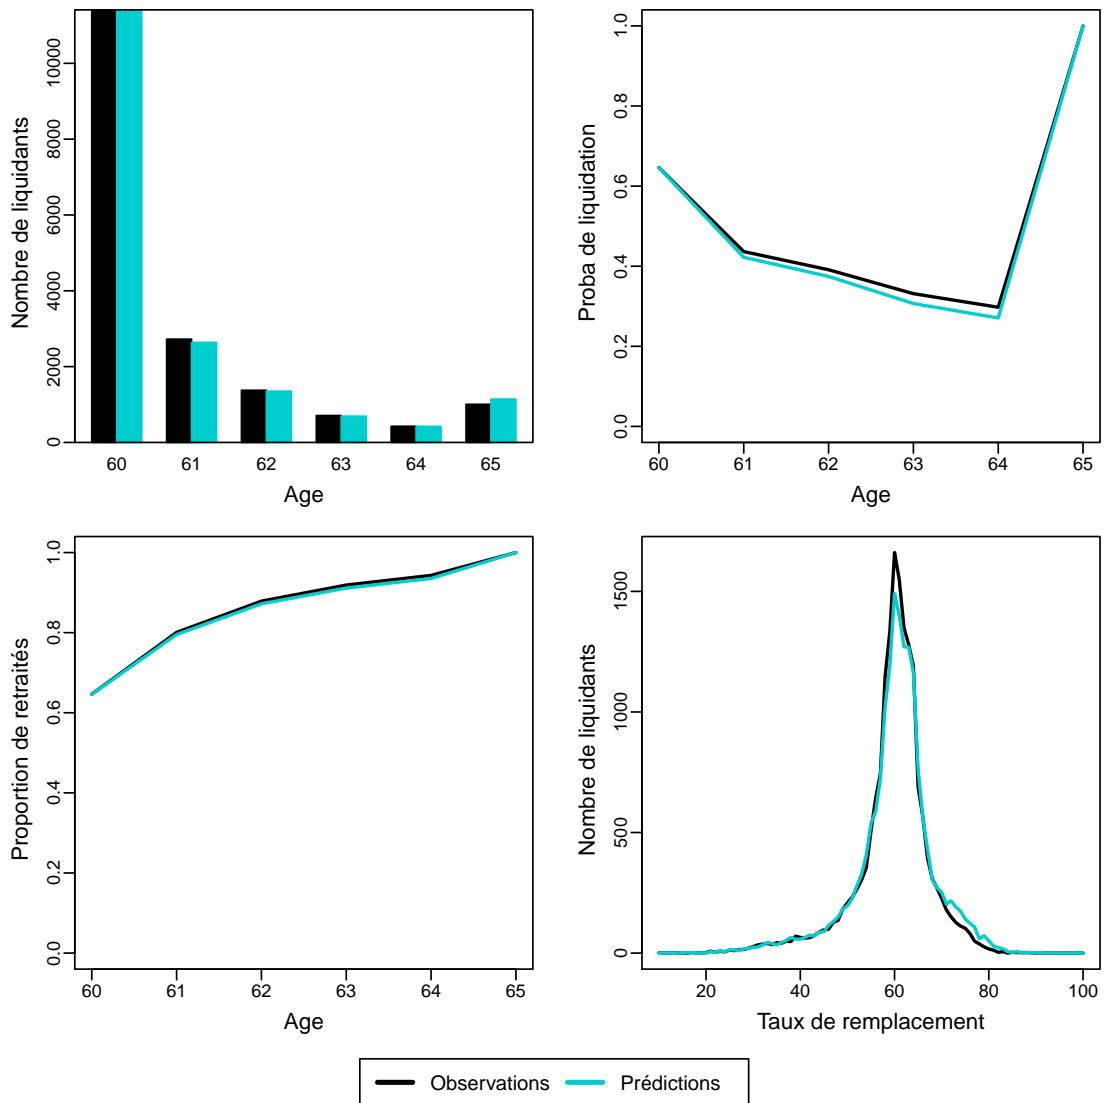 Nombre de liquidants
0
2000
4000
6000
8000
10000
60 61 62 63 64 65
Age
Proba de liquidation
0.0
0.2
0.4
0.6
0.8
1.0
60 61 62 63 64 65
Age
Proportion de retraités
0.0
0.2
0.4
0.6
0.8
1.0
60 61 62 63 64 65
Age
Nombre de liquidants
0
500
1000
1500
20 40 60 80 100
Taux de remplacement
Observations Prédictions